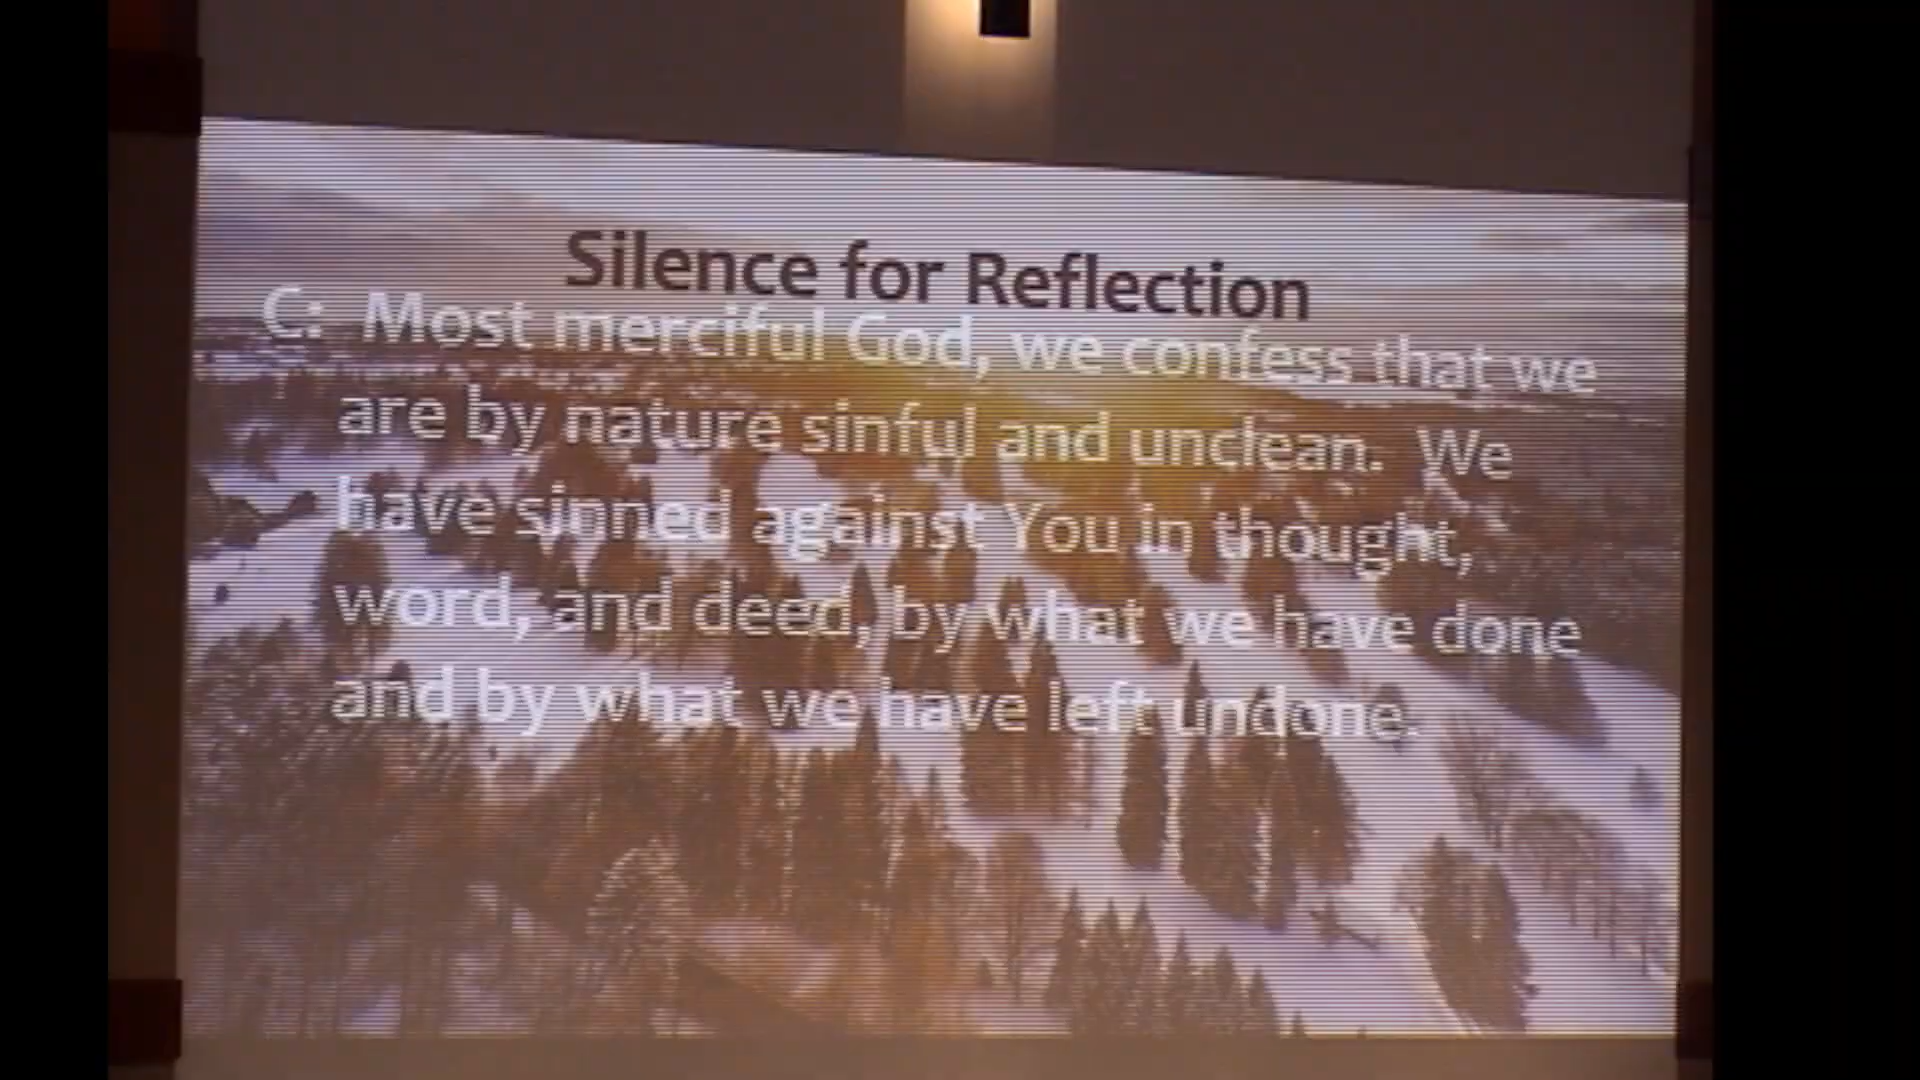 Silence for Reflection
C: Most merciful God, we confess that we
are by nature sinful and unclean. We
have sinned against You in thought,
word, and deed, by what we have done
and by what we have left undone.